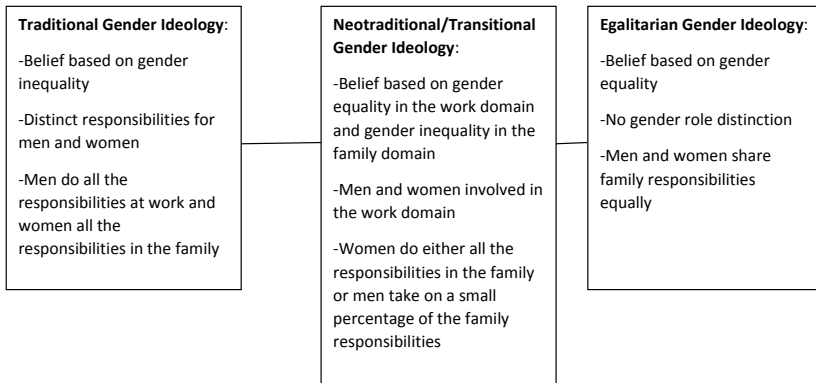 Traditional Gender Ideology:
-Belief based on gender
inequality
-Distinct responsibilities for
men and women
-Men do all the
responsibilities at work and
women all the
responsibilities in the family
Neotraditional/Transitional
Gender Ideology:
-Belief based on gender
equality in the work domain
and gender inequality in the
family domain
-Men and women involved in
the work domain
-Women do either all the
responsibilities in the family
or men take on a small
percentage of the family
responsibilities
Egalitarian Gender Ideology:
-Belief based on gender
equality
-No gender role distinction
-Men and women share
family responsibilities
equally